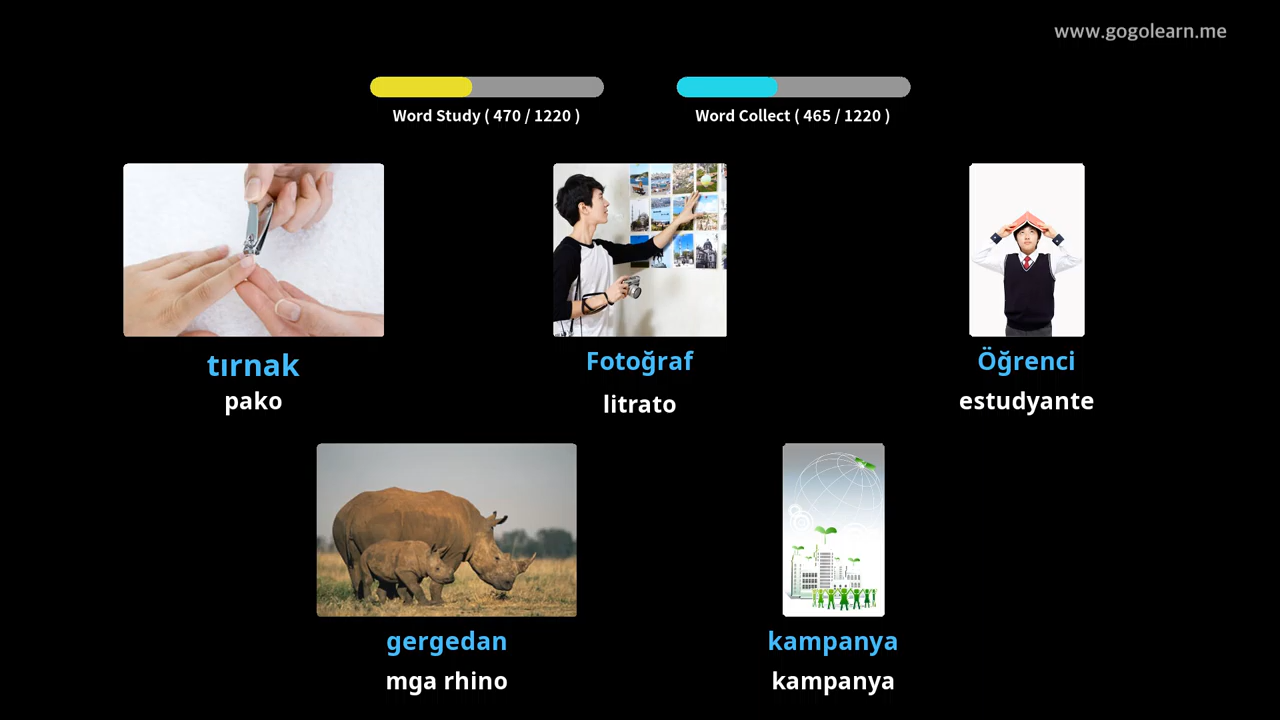 www.gogolearn.me
Word Study ( 470 / 1220 )
Word Collect ( 465 / 1220 )
tırnak
pako
Fotoğraf
litrato
Öğrenci
estudyante
gergedan
mga rhino
kampanya
kampanya